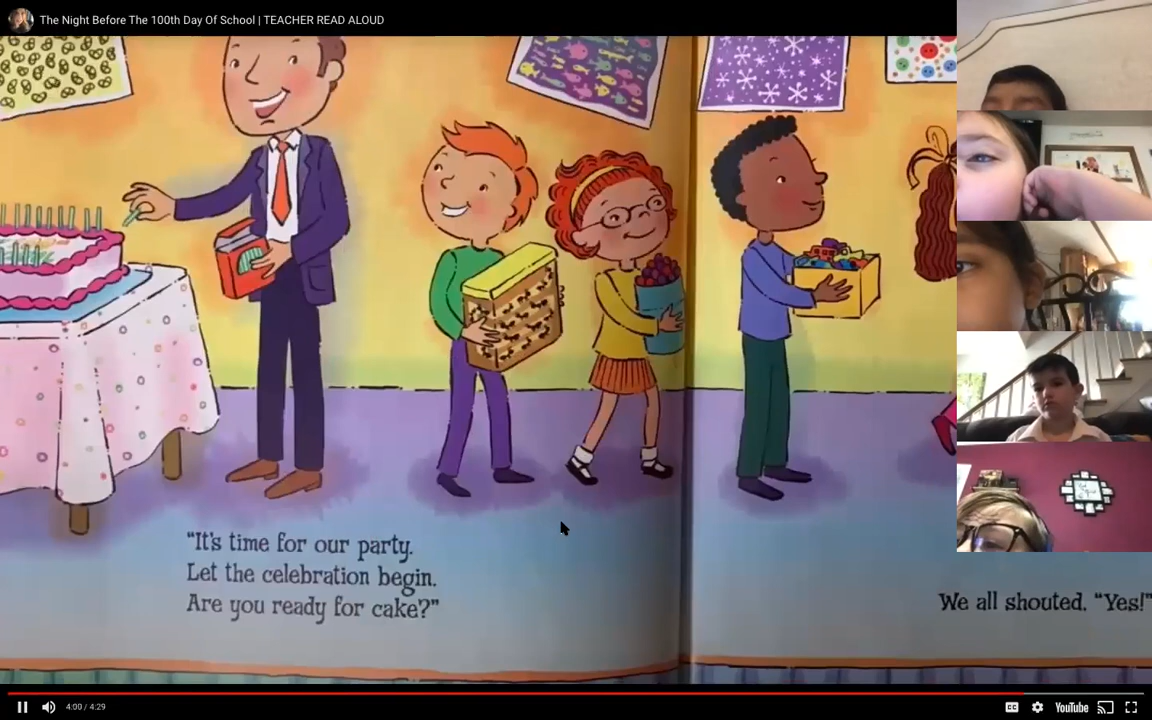 The Night Before The 100th Day Of School | TEACHER READ ALOUD
“It's time for our party.
Let the celebration begin.
Are you ready for cake?”
We all shouted, “Yes!”
4:00 / 4:29
CC
YouTube